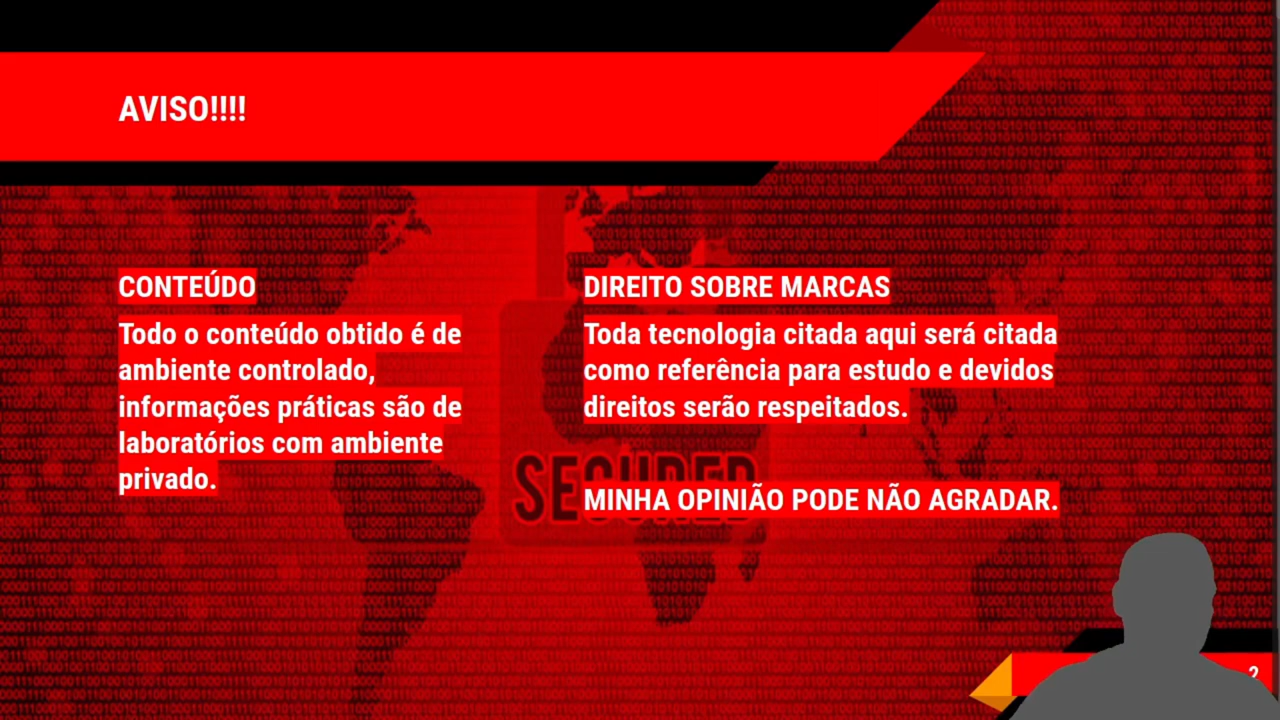 AVISO!!!!
CONTEÚDO
Todo o conteúdo obtido é de
ambiente controlado,
informações práticas são de
laboratórios com ambiente
privado.
DIREITO SOBRE MARCAS
Toda tecnologia citada aqui será citada
como referência para estudo e devidos
direitos serão respeitados.
SECURED
MINHA OPINIÃO PODE NÃO AGRADAR.
2